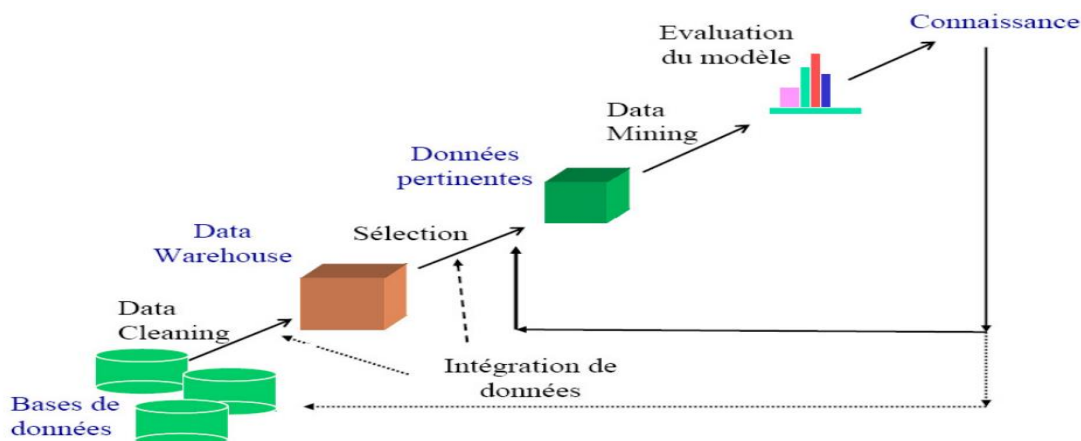 Connaissance
Evaluation
du modèle
Data
Mining
Données
pertinentes
Sélection
Data
Warehouse
Data
Cleaning
Intégration de
données
Bases de
données